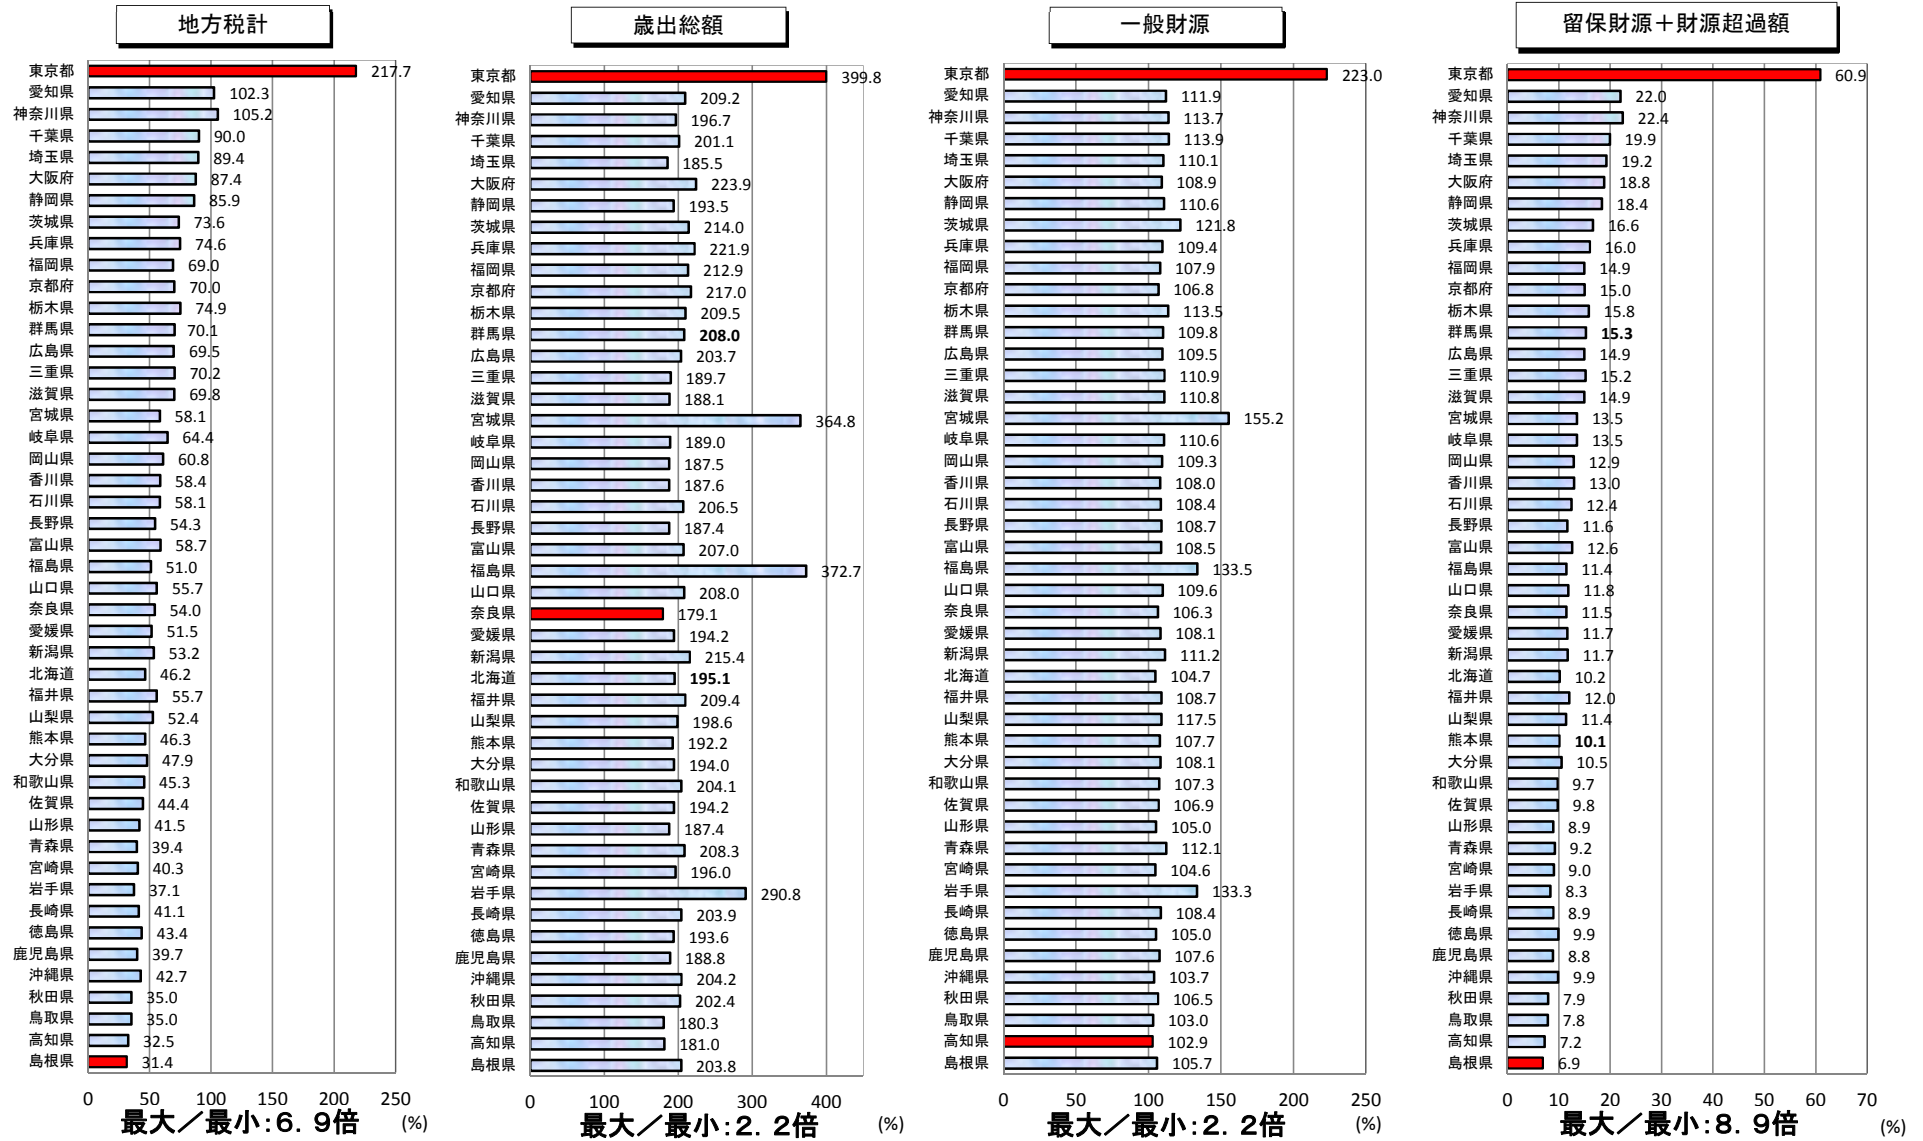 地方税計
東京都 217.7
愛知県 102.3
神奈川県 105.2
千葉県 90.0
埼玉県 89.4
大阪府 87.4
静岡県 85.9
茨城県 73.6
兵庫県 74.6
福岡県 69.0
京都府 70.0
栃木県 74.9
群馬県 70.1
広島県 69.5
三重県 70.2
滋賀県 69.8
宮城県 58.1
岐阜県 64.4
岡山県 60.8
香川県 58.4
石川県 58.1
長野県 54.3
富山県 58.7
福島県 51.0
山口県 55.7
奈良県 54.0
愛媛県 51.5
新潟県 53.2
北海道 46.2
福井県 55.7
山梨県 52.4
熊本県 46.3
大分県 47.9
和歌山県 45.3
佐賀県 44.4
山形県 41.5
青森県 39.4
宮崎県 40.3
岩手県 37.1
長崎県 41.1
徳島県 43.4
鹿児島県 39.7
沖縄県 42.7
秋田県 35.0
鳥取県 35.0
高知県 32.5
島根県 31.4
0 50 100 150 200 250
最大／最小：6．9倍 (%)
歳出総額
東京都 399.8
愛知県 209.2
神奈川県 196.7
千葉県 201.1
埼玉県 185.5
大阪府 223.9
静岡県 193.5
茨城県 214.0
兵庫県 221.9
福岡県 212.9
京都府 217.0
栃木県 209.5
群馬県 208.0
広島県 203.7
三重県 189.7
滋賀県 188.1
宮城県 364.8
岐阜県 189.0
岡山県 187.5
香川県 187.6
石川県 206.5
長野県 187.4
富山県 207.0
福島県 372.7
山口県 208.0
奈良県 179.1
愛媛県 194.2
新潟県 215.4
北海道 195.1
福井県 209.4
山梨県 198.6
熊本県 192.2
大分県 194.0
和歌山県 204.1
佐賀県 194.2
山形県 187.4
青森県 208.3
宮崎県 196.0
岩手県 290.8
長崎県 203.9
徳島県 193.6
鹿児島県 188.8
沖縄県 204.2
秋田県 202.4
鳥取県 180.3
高知県 181.0
島根県 203.8
0 100 200 300 400
最大／最小：2．2倍 (%)
一般財源
東京都 223.0
愛知県 111.9
神奈川県 113.7
千葉県 113.9
埼玉県 110.1
大阪府 108.9
静岡県 110.6
茨城県 121.8
兵庫県 109.4
福岡県 107.9
京都府 106.8
栃木県 113.5
群馬県 109.8
広島県 109.5
三重県 110.9
滋賀県 110.8
宮城県 155.2
岐阜県 110.6
岡山県 109.3
香川県 108.0
石川県 108.4
長野県 108.7
富山県 108.5
福島県 133.5
山口県 109.6
奈良県 106.3
愛媛県 108.1
新潟県 111.2
北海道 104.7
福井県 108.7
山梨県 117.5
熊本県 107.7
大分県 108.1
和歌山県 107.3
佐賀県 106.9
山形県 105.0
青森県 112.1
宮崎県 104.6
岩手県 133.3
長崎県 108.4
徳島県 105.0
鹿児島県 107.6
沖縄県 103.7
秋田県 106.5
鳥取県 103.0
高知県 102.9
島根県 105.7
0 50 100 150 200 250
最大／最小：2．2倍 (%)
留保財源＋財源超過額
東京都 60.9
愛知県 22.0
神奈川県 22.4
千葉県 19.9
埼玉県 19.2
大阪府 18.8
静岡県 18.4
茨城県 16.6
兵庫県 16.0
福岡県 14.9
京都府 15.0
栃木県 15.8
群馬県 15.3
広島県 14.9
三重県 15.2
滋賀県 14.9
宮城県 13.5
岐阜県 13.5
岡山県 12.9
香川県 13.0
石川県 12.4
長野県 11.6
富山県 12.6
福島県 11.4
山口県 11.8
奈良県 11.5
愛媛県 11.7
新潟県 11.7
北海道 10.2
福井県 12.0
山梨県 11.4
熊本県 10.1
大分県 10.5
和歌山県 9.7
佐賀県 9.8
山形県 8.9
青森県 9.2
宮崎県 9.0
岩手県 8.3
長崎県 8.9
徳島県 9.9
鹿児島県 8.8
沖縄県 9.9
秋田県 7.9
鳥取県 7.8
高知県 7.2
島根県 6.9
0 10 20 30 40 50 60 70
最大／最小：8．9倍 (%)